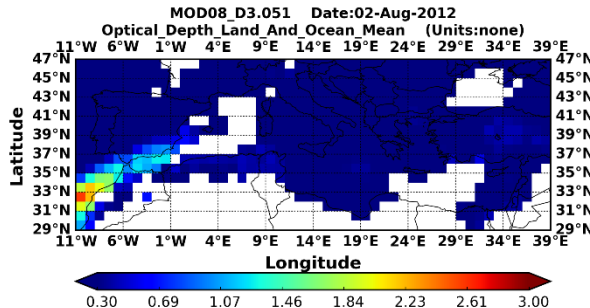 MOD08_D3.051 Date:02-Aug-2012
Optical_Depth_Land_And_Ocean_Mean (Units:none)
11°W 6°W 1°W 4°E 9°E 14°E 19°E 24°E 29°E 34°E 39°E
47°N 47°N
45°N 45°N
43°N 43°N
41°N 41°N
39°N 39°N
37°N 37°N
35°N 35°N
33°N 33°N
31°N 31°N
29°N 29°N
Latitude
11°W 6°W 1°W 4°E 9°E 14°E 19°E 24°E 29°E 34°E 39°E
Longitude
0.30 0.69 1.07 1.46 1.84 2.23 2.61 3.00